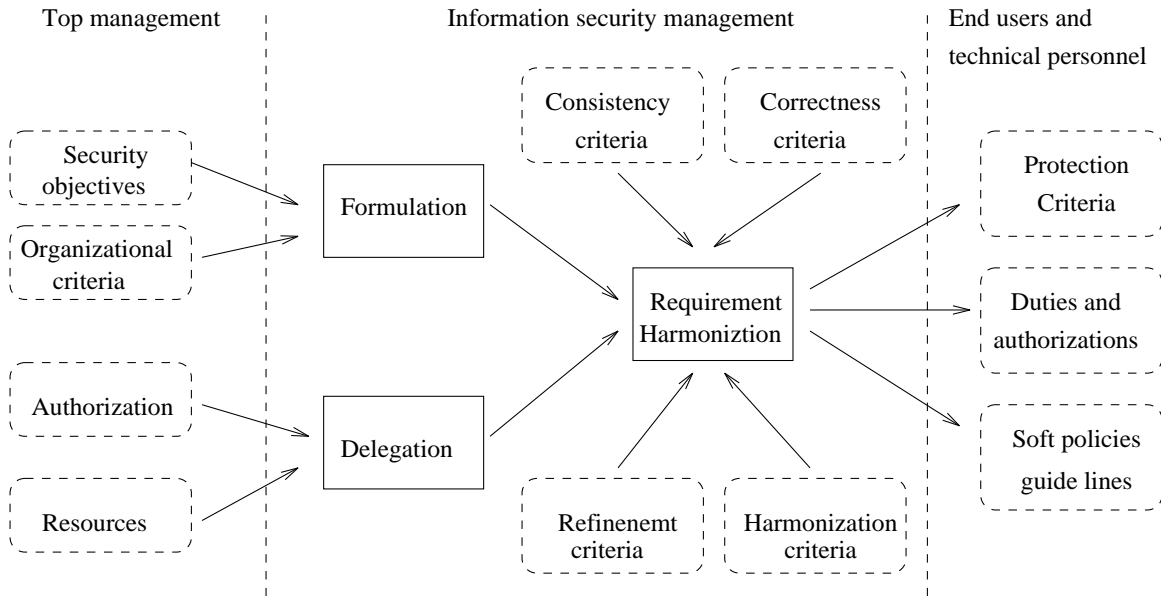 Top management
Information security management
End users and
technical personnel
Security
objectives
Organizational
criteria
Authorization
Resources
Formulation
Delegation
Consistency
criteria
Correctness
criteria
Requirement
Harmoniztion
Refinenemt
criteria
Harmonization
criteria
Protection
Criteria
Duties and
authorizations
Soft policies
guide lines